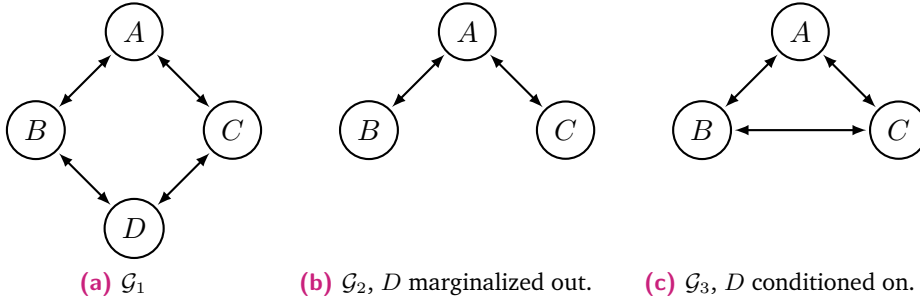 A
A
A
B
C
B
C
B
C
D
(a) 𝒢₁
(b) 𝒢₂, D marginalized out.
(c) 𝒢₃, D conditioned on.